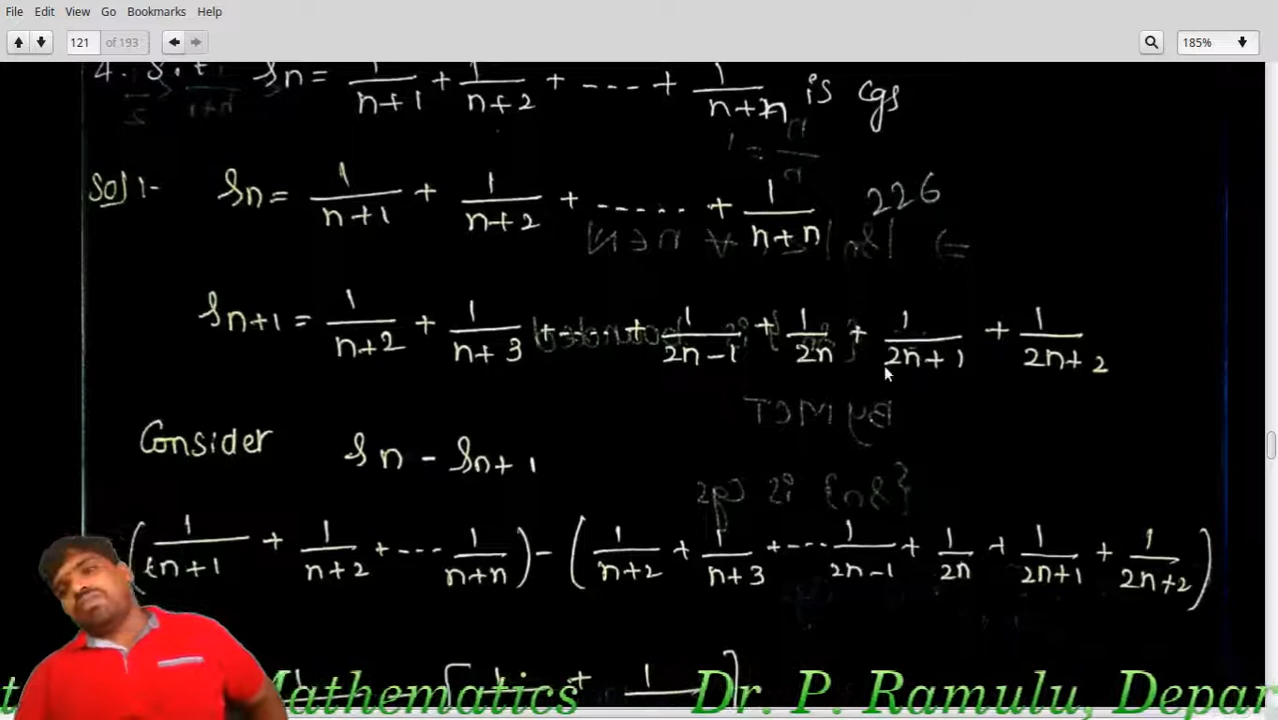 File Edit View Go Bookmarks Help
121 of 193 185%
4. S.t Sn = 1/(n+1) + 1/(n+2) + ---- + 1/(n+n) is cgs
Sol:- Sn = 1/(n+1) + 1/(n+2) + ------ + 1/(n+n) 226
Sn+1 = 1/(n+2) + 1/(n+3) + ---- + 1/(2n-1) + 1/2n + 1/(2n+1) + 1/(2n+2)
Consider Sn - Sn+1
(1/(n+1) + 1/(n+2) + --- 1/(n+n)) - (1/(n+2) + 1/(n+3) + --- 1/(2n-1) + 1/2n + 1/(2n+1) + 1/(2n+2))
Mathematics Dr. P. Ramulu, Depar